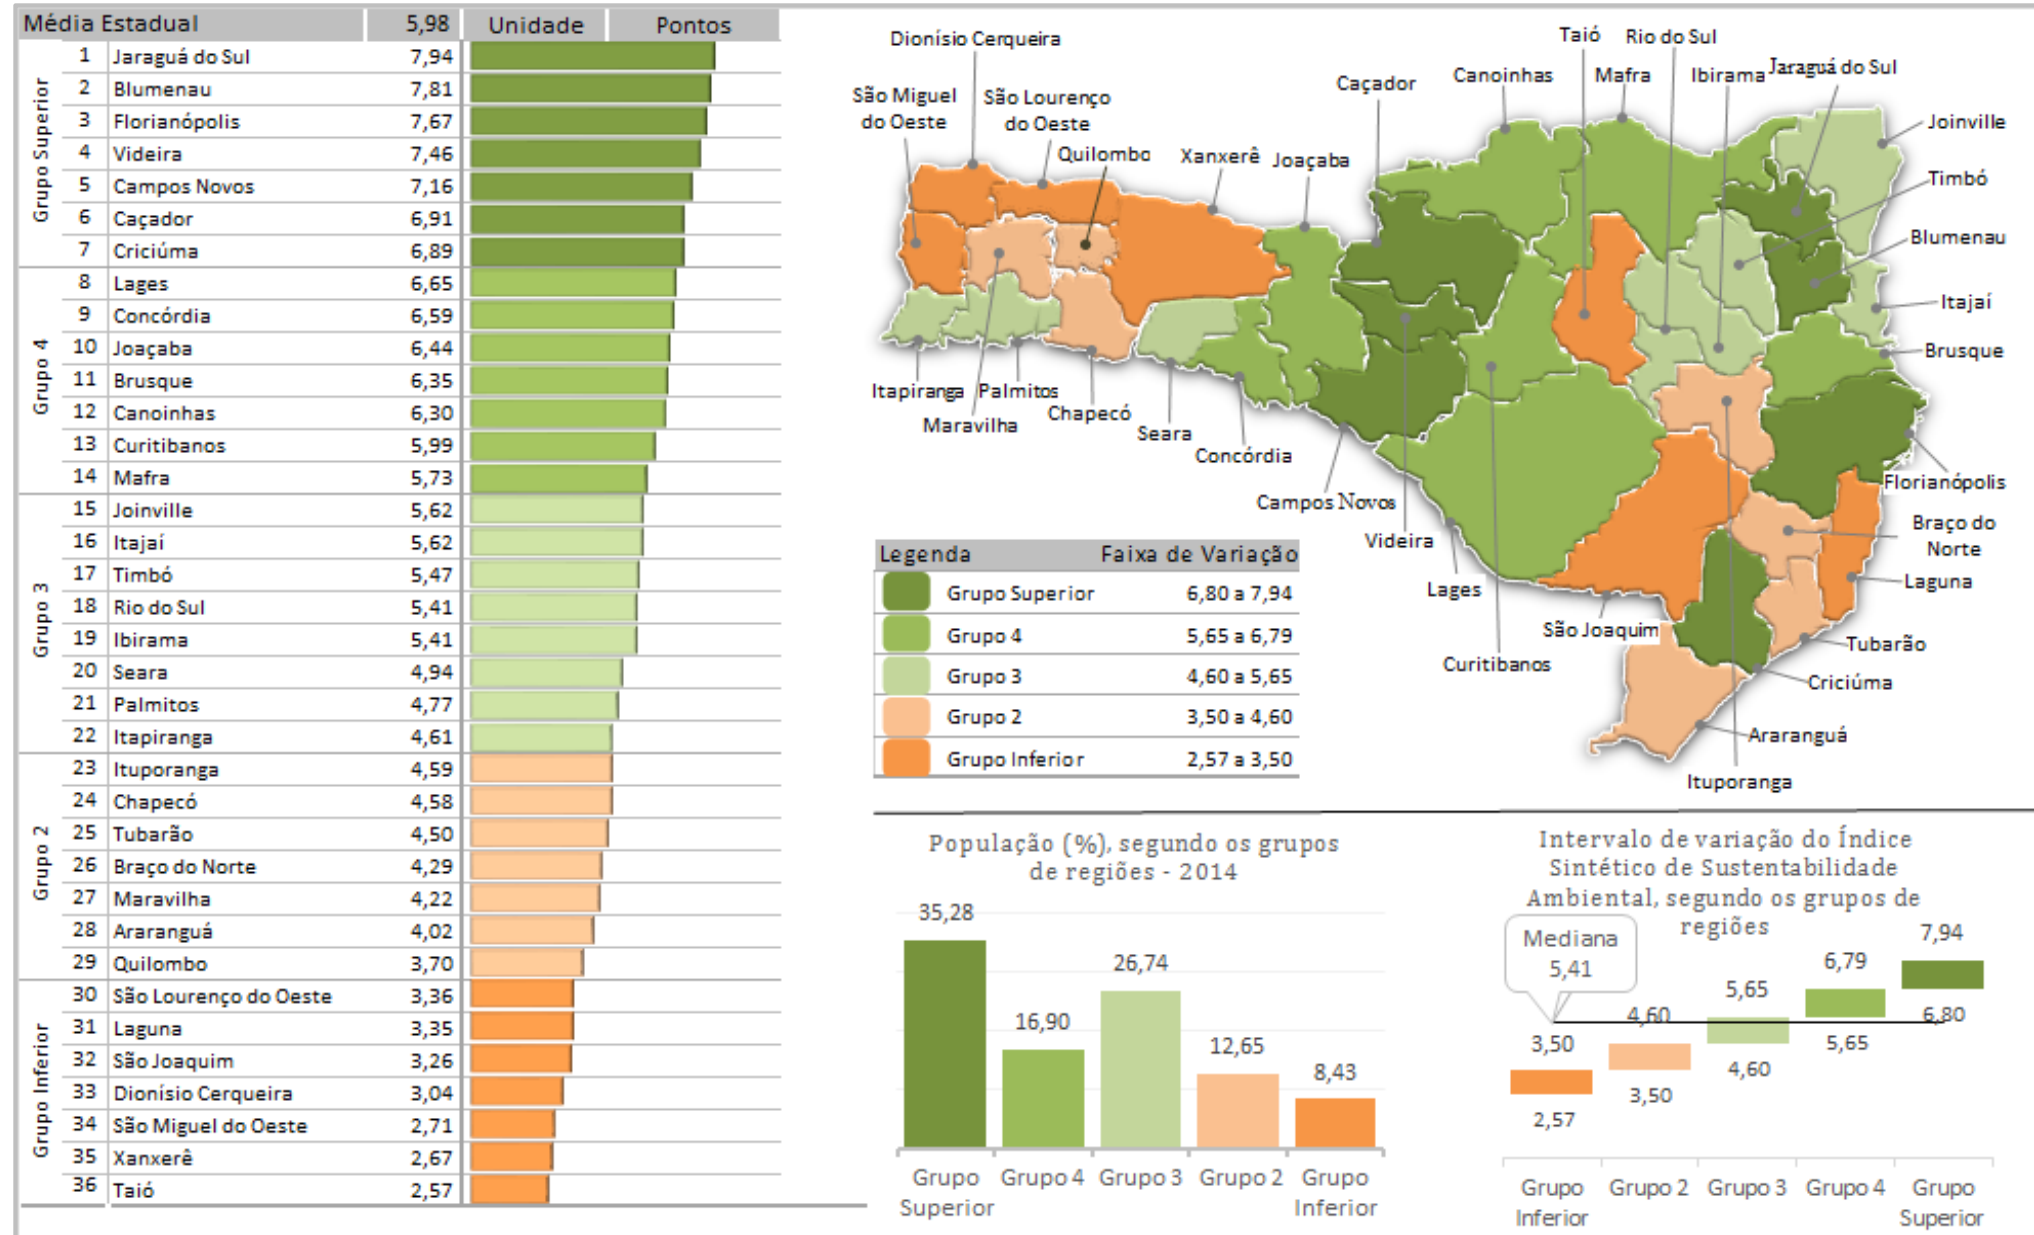 Média Estadual 5,98 Unidade Pontos
Grupo Superior
1 Jaraguá do Sul 7,94
2 Blumenau 7,81
3 Florianópolis 7,67
4 Videira 7,46
5 Campos Novos 7,16
6 Caçador 6,91
7 Criciúma 6,89
Grupo 4
8 Lages 6,65
9 Concórdia 6,59
10 Joaçaba 6,44
11 Brusque 6,35
12 Canoinhas 6,30
13 Curitibanos 5,99
14 Mafra 5,73
Grupo 3
15 Joinville 5,62
16 Itajaí 5,62
17 Timbó 5,47
18 Rio do Sul 5,41
19 Ibirama 5,41
20 Seara 4,94
21 Palmitos 4,77
22 Itapiranga 4,61
Grupo 2
23 Ituporanga 4,59
24 Chapecó 4,58
25 Tubarão 4,50
26 Braço do Norte 4,29
27 Maravilha 4,22
28 Araranguá 4,02
29 Quilombo 3,70
Grupo Inferior
30 São Lourenço do Oeste 3,36
31 Laguna 3,35
32 São Joaquim 3,26
33 Dionísio Cerqueira 3,04
34 São Miguel do Oeste 2,71
35 Xanxerê 2,67
36 Taió 2,57
Dionísio Cerqueira
São Miguel
do Oeste
São Lourenço
do Oeste
Quilombo
Xanxerê
Joaçaba
Caçador
Canoinhas
Taió
Mafra
Rio do Sul
Ibirama
Jaraguá do Sul
Joinville
Timbó
Blumenau
Itajaí
Brusque
Florianópolis
Braço do
Norte
Laguna
Tubarão
Criciúma
Araranguá
Ituporanga
Itapiranga
Palmitos
Maravilha
Chapecó
Seara
Concórdia
Campos Novos
Videira
Lages
São Joaquim
Curitibanos
Legenda Faixa de Variação
Grupo Superior 6,80 a 7,94
Grupo 4 5,65 a 6,79
Grupo 3 4,60 a 5,65
Grupo 2 3,50 a 4,60
Grupo Inferior 2,57 a 3,50
População (%), segundo os grupos
de regiões - 2014
35,28
16,90
26,74
12,65
8,43
Grupo
Superior
Grupo 4
Grupo 3
Grupo 2
Grupo
Inferior
Intervalo de variação do Índice
Sintético de Sustentabilidade
Ambiental, segundo os grupos de
regiões
Mediana
5,41
3,50
2,57
4,60
3,50
5,65
4,60
6,79
5,65
7,94
6,80
Grupo
Inferior
Grupo 2
Grupo 3
Grupo 4
Grupo
Superior